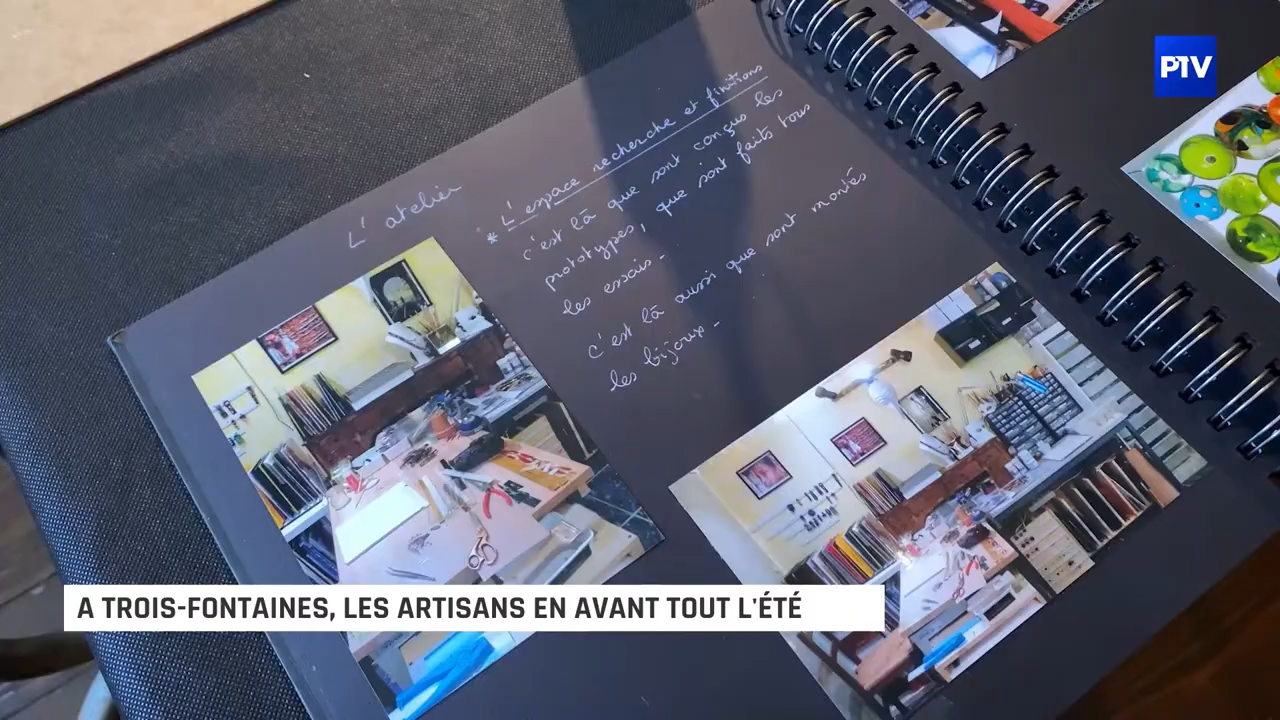 PTV
L'atelier
* L'espace recherche et finitions
c'est là que sont conçus les
prototypes, que sont faits tous
les essais.
c'est là aussi que sont montés
les bijoux.
A TROIS-FONTAINES, LES ARTISANS EN AVANT TOUT L'ÉTÉ